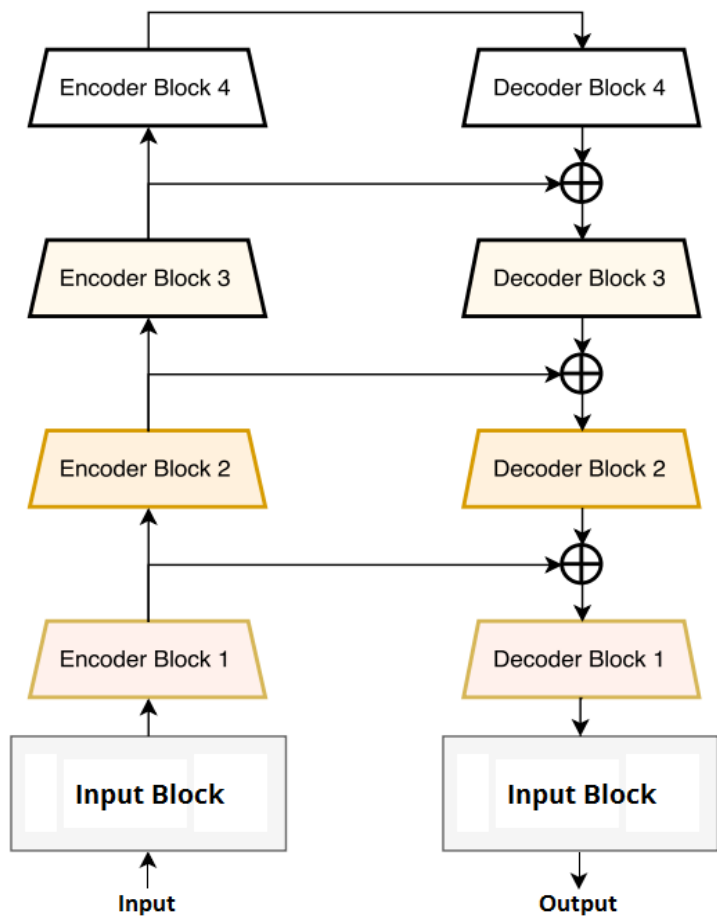 Encoder Block 4
Decoder Block 4
Encoder Block 3
Decoder Block 3
Encoder Block 2
Decoder Block 2
Encoder Block 1
Decoder Block 1
Input Block
Input Block
Input
Output